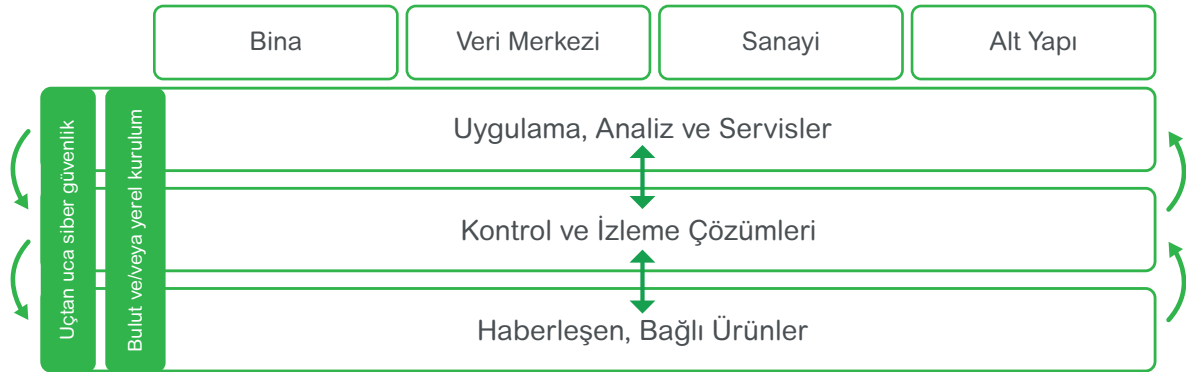 Bina
Veri Merkezi
Sanayi
Alt Yapı
Uçtan uca siber güvenlik
Bulut ve/veya yerel kurulum
Uygulama, Analiz ve Servisler
Kontrol ve İzleme Çözümleri
Haberleşen, Bağlı Ürünler